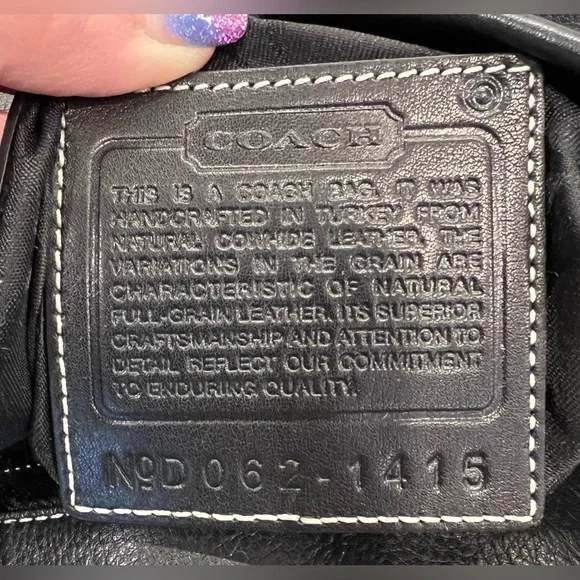 COACH
THIS IS A COACH BAG. IT WAS
HANDCRAFTED IN TURKEY FROM
NATURAL COWHIDE LEATHER. THE
VARIATIONS IN THE GRAIN ARE
CHARACTERISTIC OF NATURAL
FULL-GRAIN LEATHER. ITS SUPERIOR
CRAFTSMANSHIP AND ATTENTION TO
DETAIL REFLECT OUR COMMITMENT
TO ENDURING QUALITY.
NºD062-1415